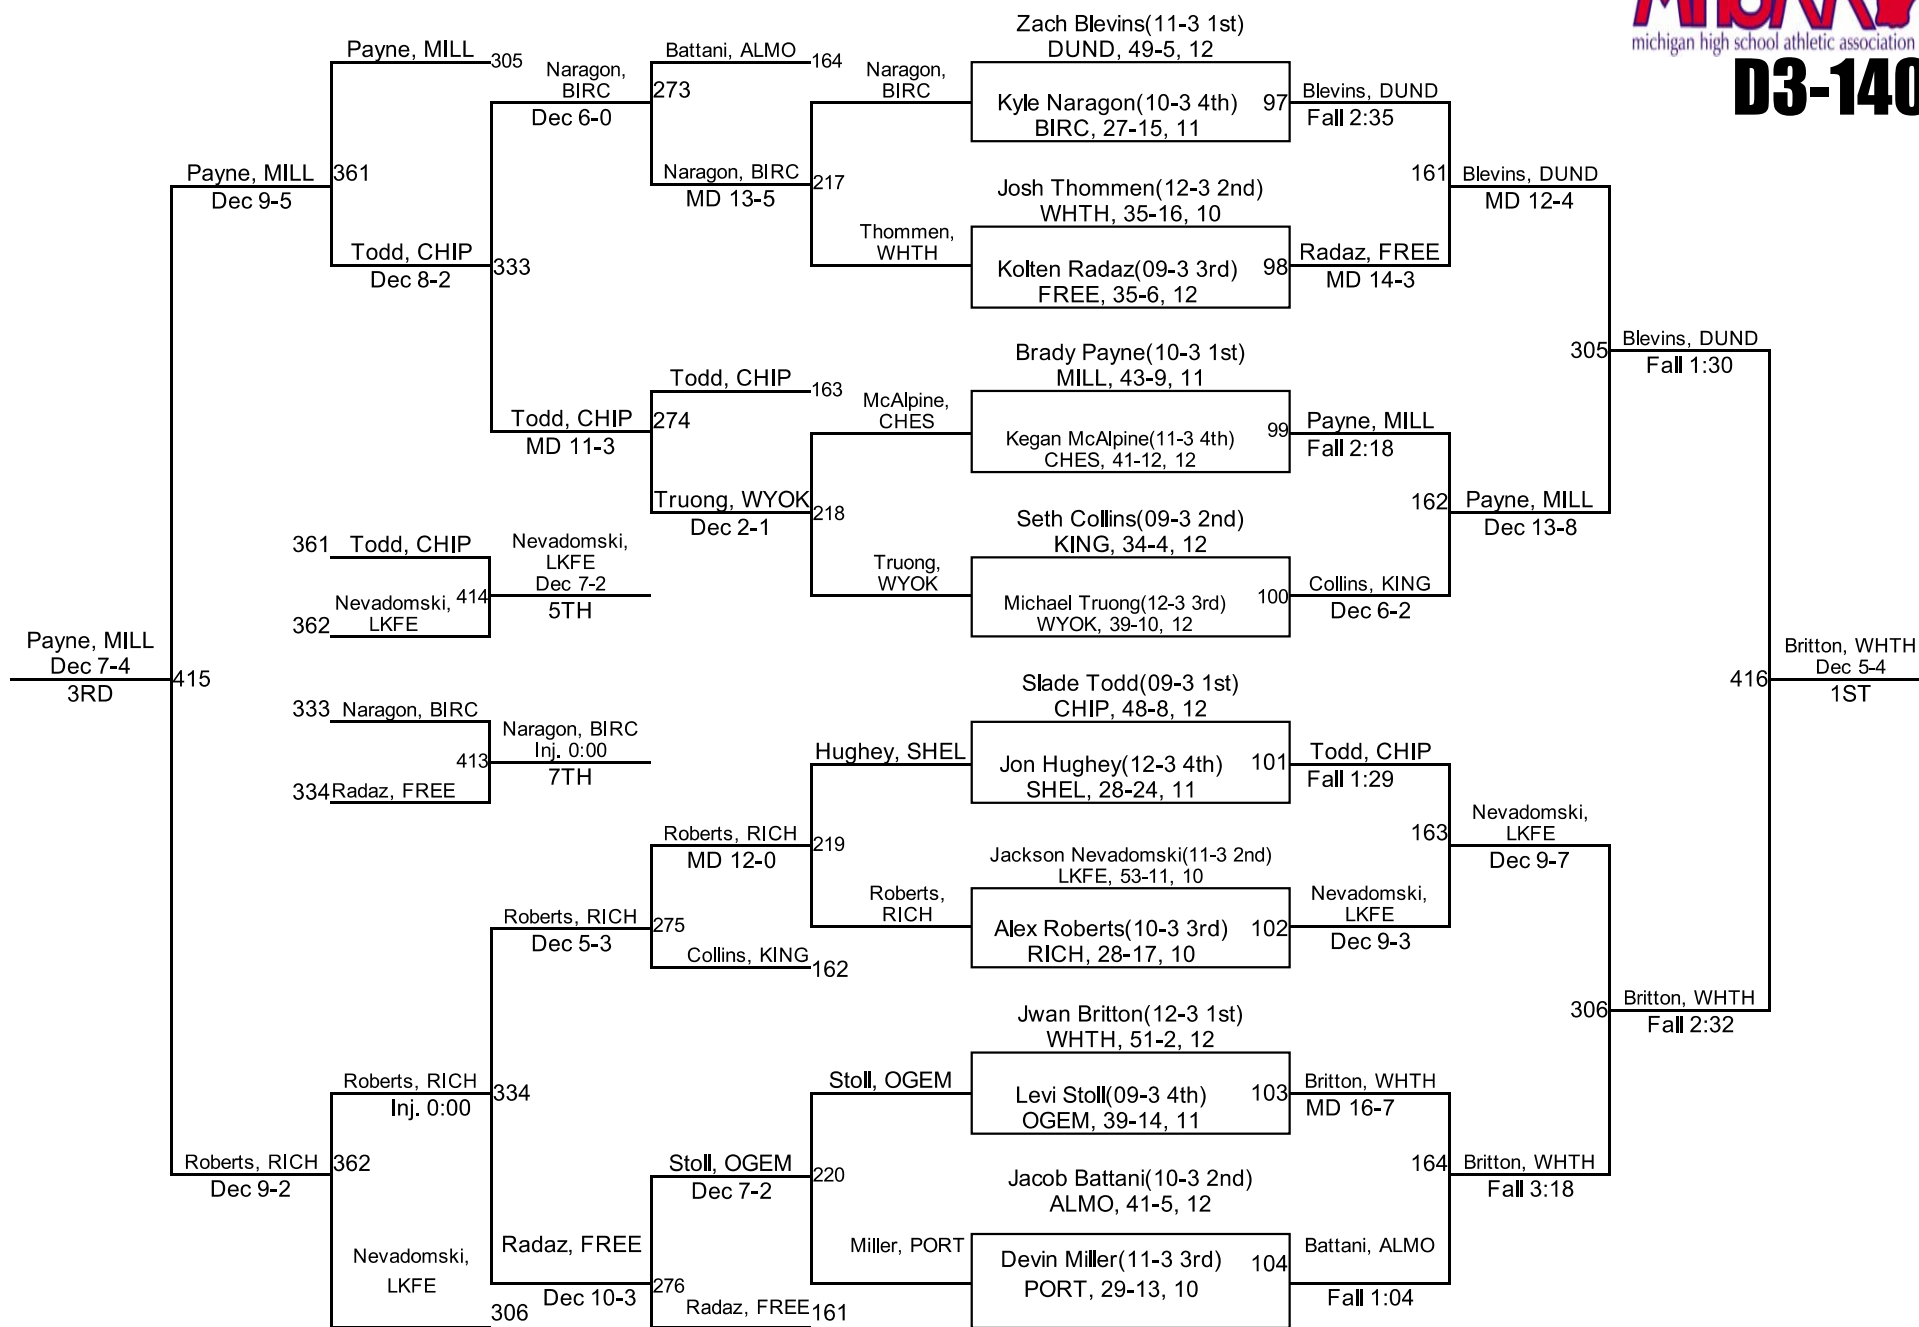 michigan high school athletic association
D3-140
Payne, MILL
305
Naragon,
BIRC
Dec 6-0
Battani, ALMO
164
273
Naragon,
BIRC
Zach Blevins(11-3 1st)
DUND, 49-5, 12
Kyle Naragon(10-3 4th)
BIRC, 27-15, 11
97
Blevins, DUND
Fall 2:35
Payne, MILL
Dec 9-5
361
Naragon, BIRC
MD 13-5
217
Josh Thommen(12-3 2nd)
WHTH, 35-16, 10
161
Blevins, DUND
MD 12-4
Todd, CHIP
Dec 8-2
333
Thommen,
WHTH
Kolten Radaz(09-3 3rd)
FREE, 35-6, 12
98
Radaz, FREE
MD 14-3
Brady Payne(10-3 1st)
MILL, 43-9, 11
305
Blevins, DUND
Fall 1:30
Todd, CHIP
163
Todd, CHIP
MD 11-3
274
McAlpine,
CHES
Kegan McAlpine(11-3 4th)
CHES, 41-12, 12
99
Payne, MILL
Fall 2:18
Truong, WYOK
Dec 2-1
218
Seth Collins(09-3 2nd)
KING, 34-4, 12
162
Payne, MILL
Dec 13-8
361
Todd, CHIP
Nevadomski,
LKFE
Dec 7-2
5TH
414
362
Nevadomski,
LKFE
Truong,
WYOK
Michael Truong(12-3 3rd)
WYOK, 39-10, 12
100
Collins, KING
Dec 6-2
Payne, MILL
Dec 7-4
3RD
415
Slade Todd(09-3 1st)
CHIP, 48-8, 12
416
Britton, WHTH
Dec 5-4
1ST
333
Naragon, BIRC
Naragon, BIRC
Inj. 0:00
7TH
413
334
Radaz, FREE
Hughey, SHEL
Jon Hughey(12-3 4th)
SHEL, 28-24, 11
101
Todd, CHIP
Fall 1:29
Roberts, RICH
MD 12-0
219
Jackson Nevadomski(11-3 2nd)
LKFE, 53-11, 10
163
Nevadomski,
LKFE
Dec 9-7
Roberts, RICH
Dec 5-3
275
Roberts,
RICH
Alex Roberts(10-3 3rd)
RICH, 28-17, 10
102
Nevadomski,
LKFE
Dec 9-3
Collins, KING
162
Jwan Britton(12-3 1st)
WHTH, 51-2, 12
306
Britton, WHTH
Fall 2:32
Roberts, RICH
Inj. 0:00
334
Stoll, OGEM
Levi Stoll(09-3 4th)
OGEM, 39-14, 11
103
Britton, WHTH
MD 16-7
Roberts, RICH
Dec 9-2
362
Stoll, OGEM
Dec 7-2
220
Jacob Battani(10-3 2nd)
ALMO, 41-5, 12
164
Britton, WHTH
Fall 3:18
Nevadomski,
LKFE
306
Radaz, FREE
Dec 10-3
276
Radaz, FREE
161
Miller, PORT
Devin Miller(11-3 3rd)
PORT, 29-13, 10
104
Battani, ALMO
Fall 1:04